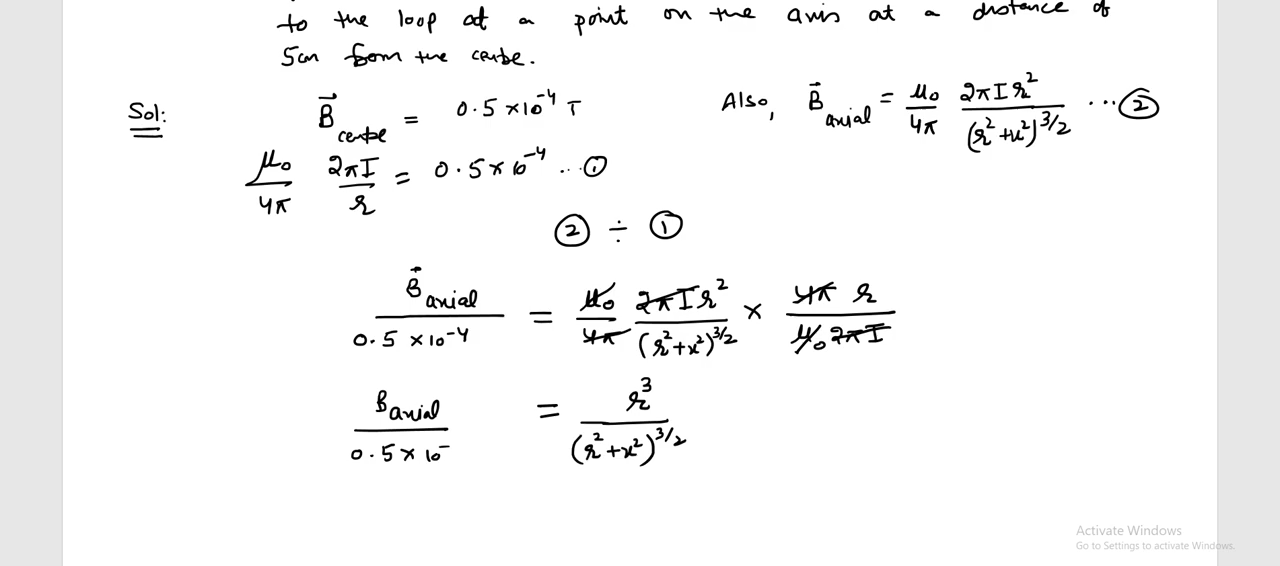 to the loop at a point on the axis at a distance of
5cm from the centre.
Sol:
B⃗ centre = 0.5 × 10⁻⁴ T
Also, B⃗ axial = μ₀/4π 2πIr²/(r²+x²)^3/2 ... ②
μ₀/4π 2πI/r = 0.5 × 10⁻⁴ ... ①
② ÷ ①
B⃗ axial / 0.5 × 10⁻⁴ = μ₀/4π 2πIr²/(r²+x²)^3/2 × 4π r/μ₀ 2πI
B axial / 0.5 × 10⁻ = r³/(r²+x²)^3/2
Activate Windows
Go to Settings to activate Windows.